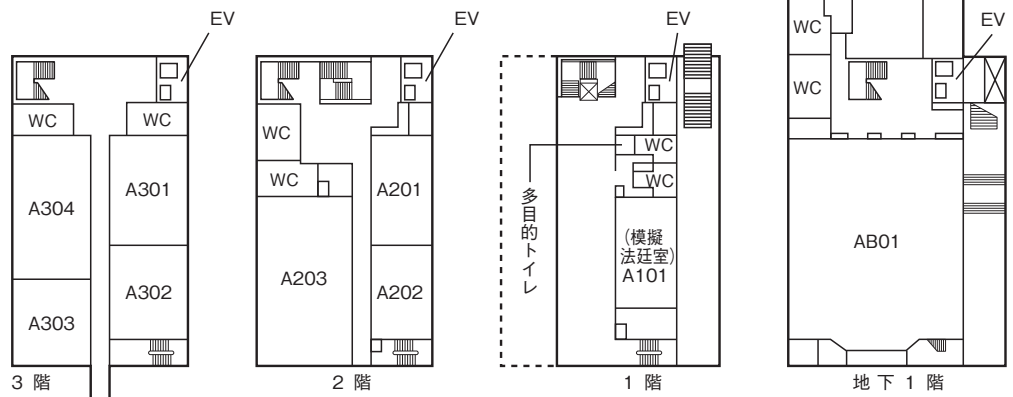 EV
WC
WC
A301
A304
A302
A303
3 階
EV
WC
WC
A201
A203
A202
2 階
EV
WC
WC
多目的トイレ
(模擬
法廷室)
A101
1 階
WC
EV
WC
AB01
地下 1 階